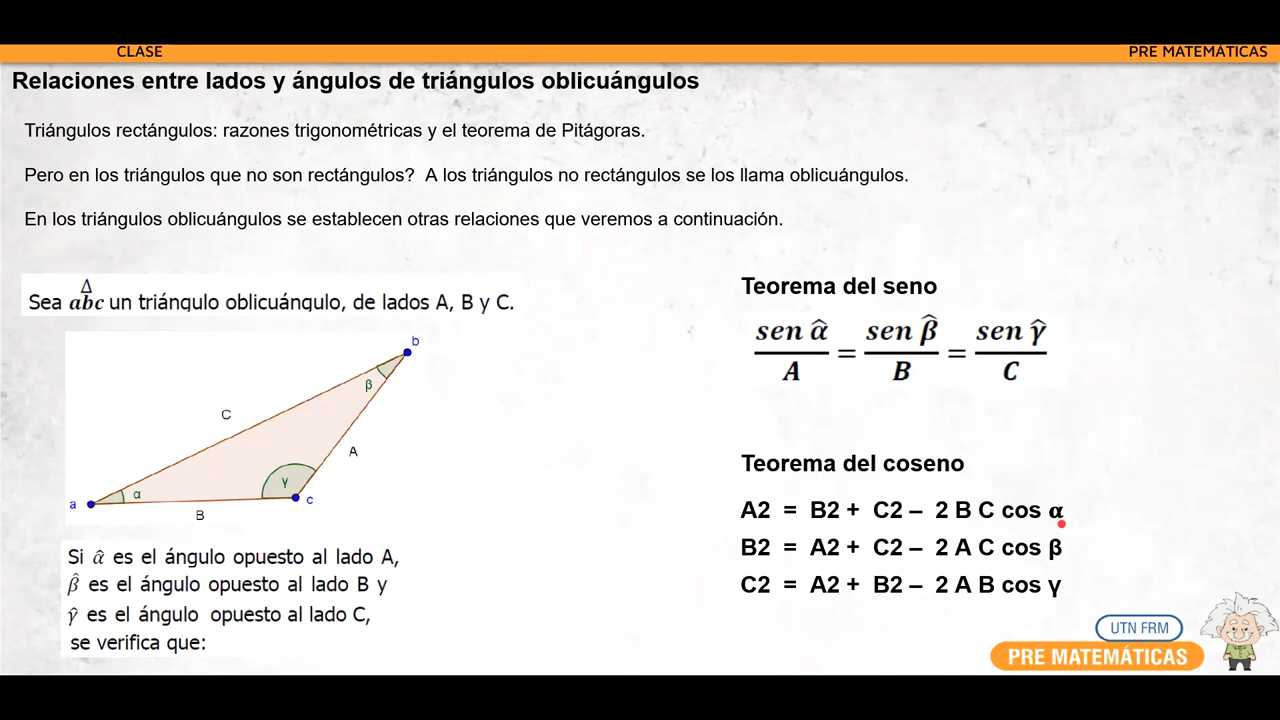 CLASE
PRE MATEMÁTICAS
Relaciones entre lados y ángulos de triángulos oblicuángulos
Triángulos rectángulos: razones trigonométricas y el teorema de Pitágoras.
Pero en los triángulos que no son rectángulos? A los triángulos no rectángulos se los llama oblicuángulos.
En los triángulos oblicuángulos se establecen otras relaciones que veremos a continuación.
Δ
Sea abc un triángulo oblicuángulo, de lados A, B y C.
b
β
C
A
γ
a
α
c
B
Si α̂ es el ángulo opuesto al lado A,
β̂ es el ángulo opuesto al lado B y
γ̂ es el ángulo opuesto al lado C,
se verifica que:
Teorema del seno
sen α̂ / A = sen β̂ / B = sen γ̂ / C
Teorema del coseno
A2 = B2 + C2 – 2 B C cos α
B2 = A2 + C2 – 2 A C cos β
C2 = A2 + B2 – 2 A B cos γ
UTN FRM
PRE MATEMÁTICAS